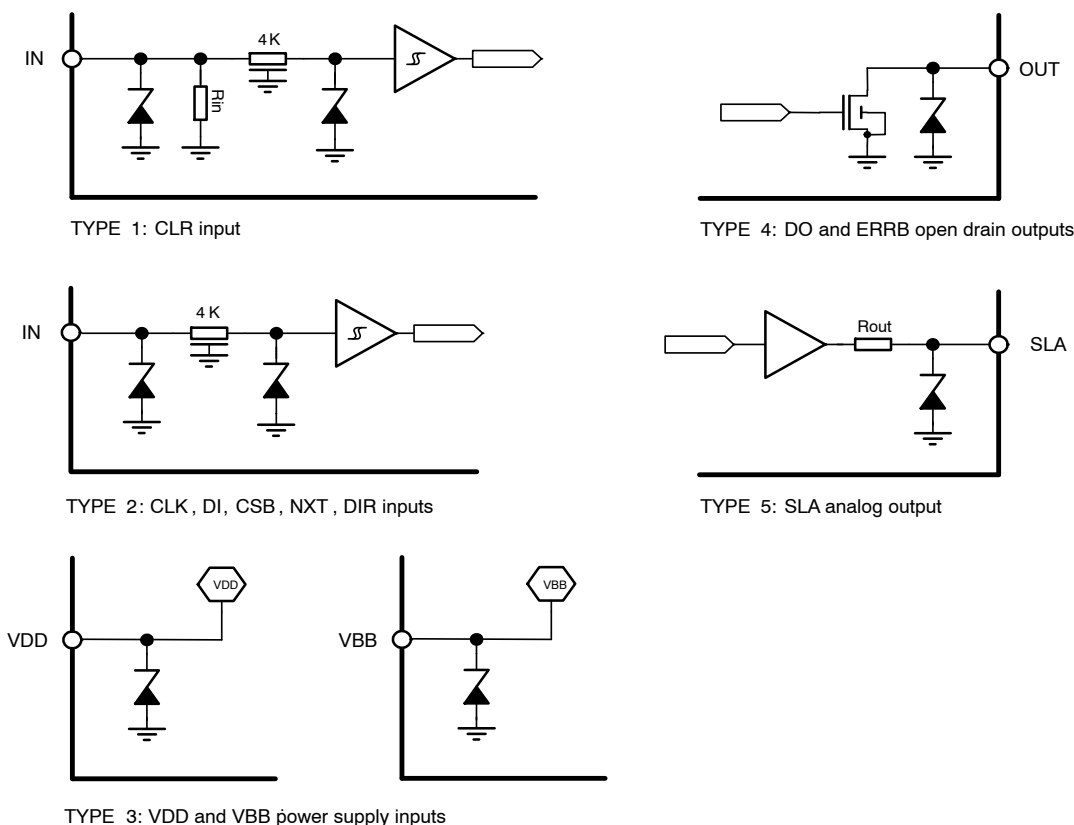 IN
4K
Rin
TYPE 1: CLR input
OUT
TYPE 4: DO and ERRB open drain outputs
IN
4 K
TYPE 2: CLK, DI, CSB, NXT, DIR inputs
Rout
SLA
TYPE 5: SLA analog output
VDD
VDD
VBB
VBB
TYPE 3: VDD and VBB power supply inputs